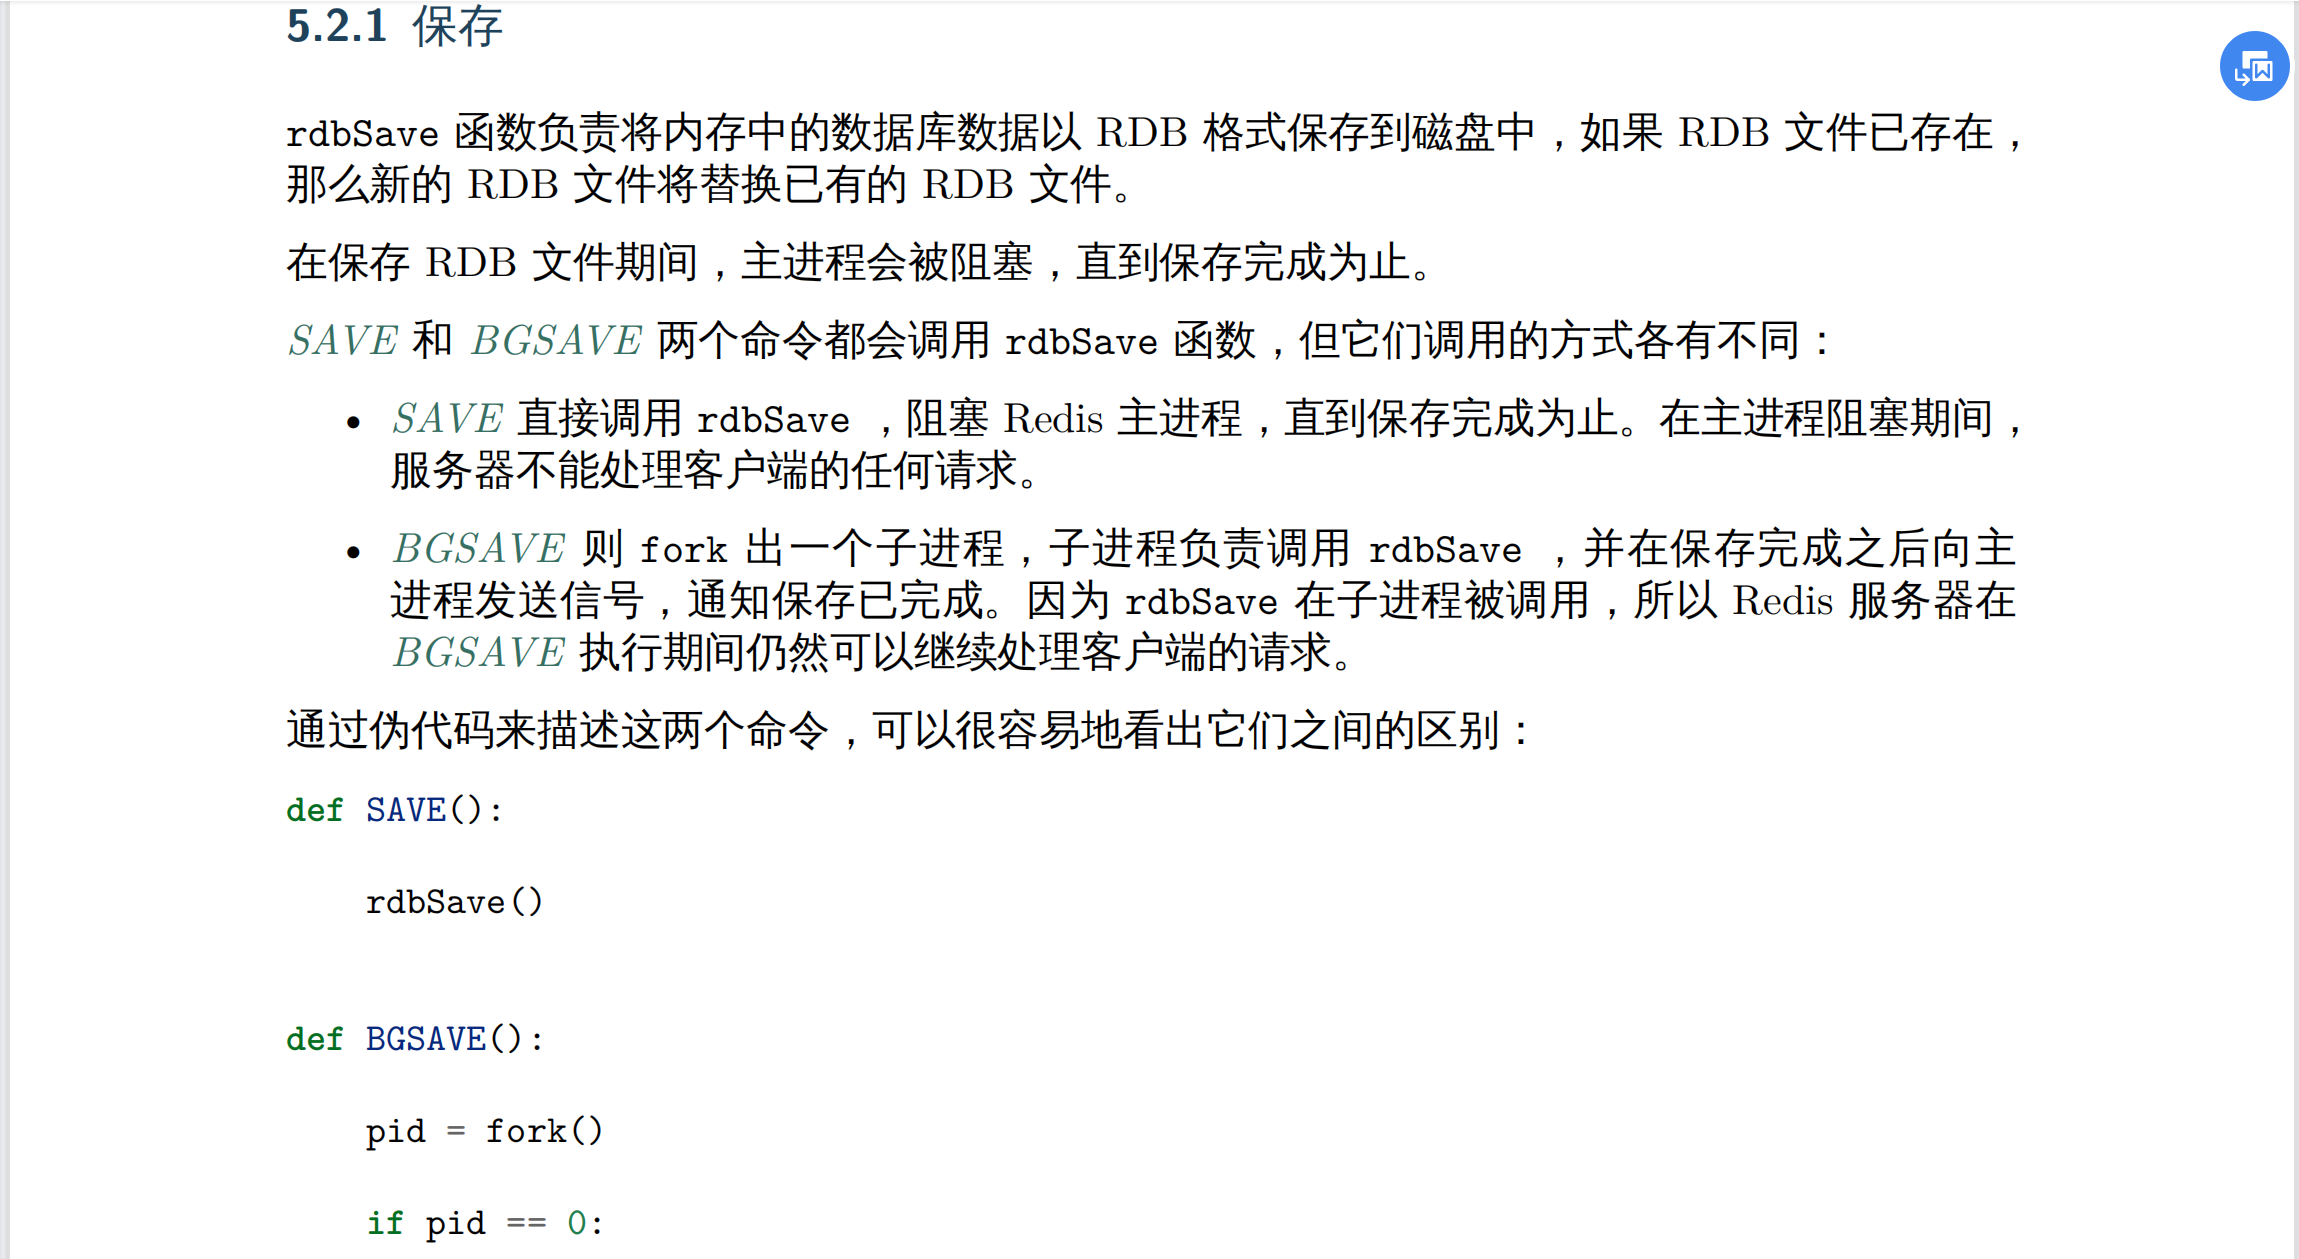 5.2.1 保存
rdbSave 函数负责将内存中的数据库数据以 RDB 格式保存到磁盘中，如果 RDB 文件已存在，
那么新的 RDB 文件将替换已有的 RDB 文件。
在保存 RDB 文件期间，主进程会被阻塞，直到保存完成为止。
SAVE 和 BGSAVE 两个命令都会调用 rdbSave 函数，但它们调用的方式各有不同：
• SAVE 直接调用 rdbSave ，阻塞 Redis 主进程，直到保存完成为止。在主进程阻塞期间，
服务器不能处理客户端的任何请求。
• BGSAVE 则 fork 出一个子进程，子进程负责调用 rdbSave ，并在保存完成之后向主
进程发送信号，通知保存已完成。因为 rdbSave 在子进程被调用，所以 Redis 服务器在
BGSAVE 执行期间仍然可以继续处理客户端的请求。
通过伪代码来描述这两个命令，可以很容易地看出它们之间的区别：
def SAVE():
    rdbSave()
def BGSAVE():
    pid = fork()
    if pid == 0: